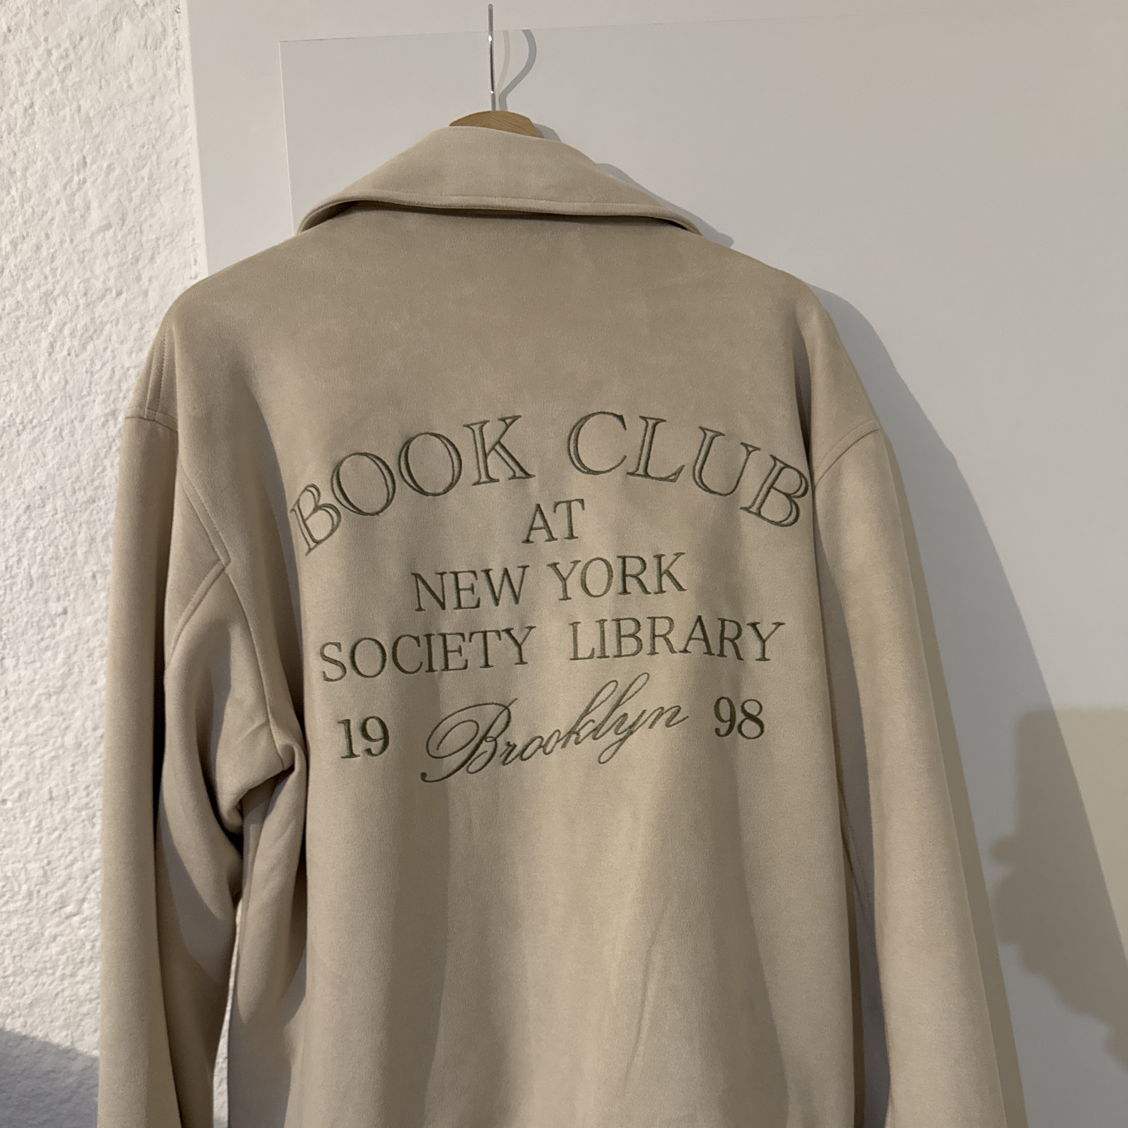 BOOK CLUB
AT
NEW YORK
SOCIETY LIBRARY
19 Brooklyn 98